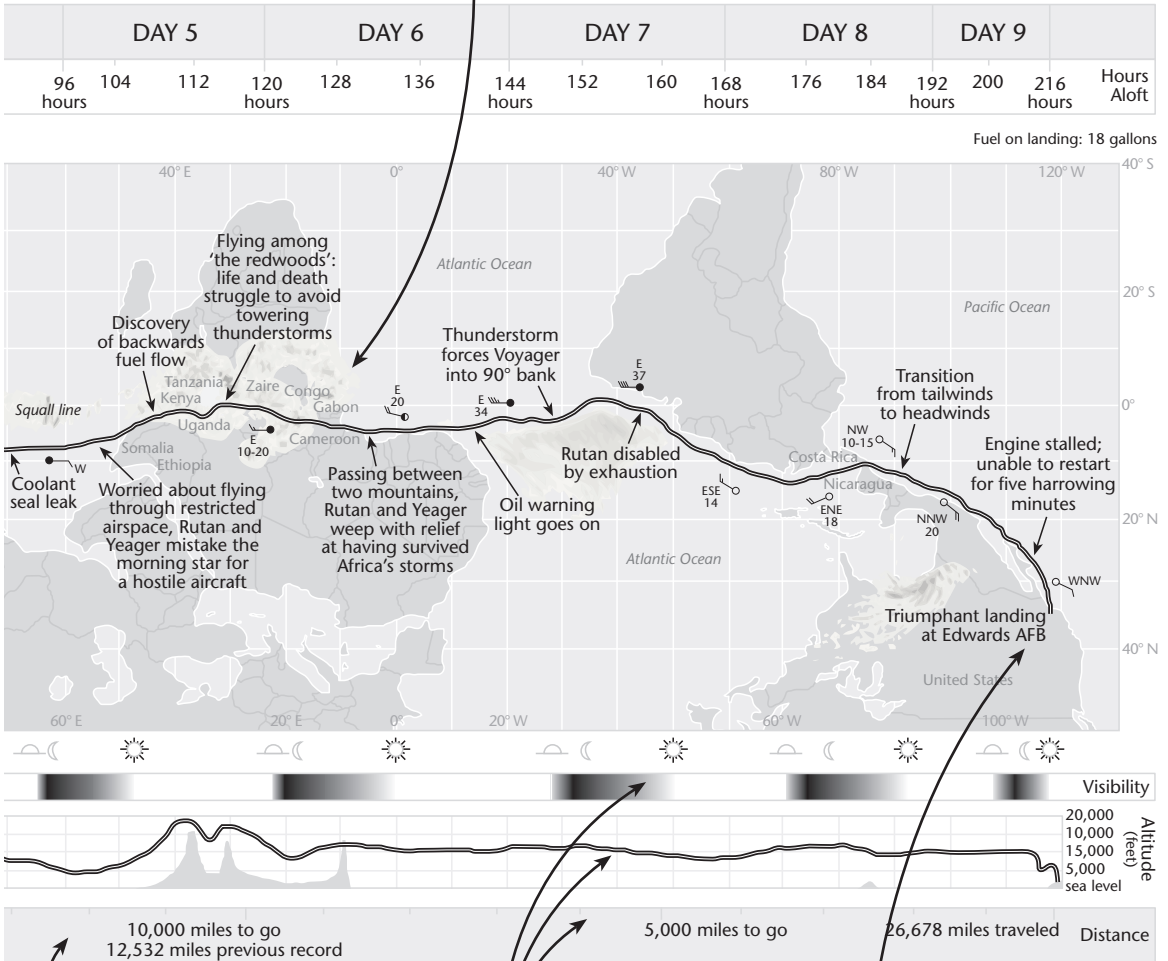 DAY 5 DAY 6 DAY 7 DAY 8 DAY 9
96 hours 104 112 120 hours 128 136 144 hours 152 160 168 hours 176 184 192 hours 200 216 hours
Hours
Aloft
Fuel on landing: 18 gallons
40° E 0° 40° W 80° W 120° W
40° S
20° S
0°
20° N
40° N
Flying among
‘the redwoods’:
life and death
struggle to avoid
towering
thunderstorms
Atlantic Ocean
Pacific Ocean
Discovery
of backwards
fuel flow
Thunderstorm
forces Voyager
into 90° bank
Transition
from tailwinds
to headwinds
Squall line
Tanzania
Kenya
Zaire
Congo
Gabon
Uganda
Cameroon
Somalia
Ethiopia
E
10-20
E
20
E
34
E
37
W
Coolant
seal leak
Worried about flying
through restricted
airspace, Rutan and
Yeager mistake the
morning star for
a hostile aircraft
Passing between
two mountains,
Rutan and Yeager
weep with relief
at having survived
Africa’s storms
Oil warning
light goes on
Rutan disabled
by exhaustion
Atlantic Ocean
ESE
14
ENE
18
NW
10-15
NNW
20
WNW
Costa Rica
Nicaragua
Engine stalled;
unable to restart
for five harrowing
minutes
Triumphant landing
at Edwards AFB
United States
60° E 20° E 0° 20° W 60° W 100° W
Visibility
20,000
10,000
15,000
5,000
sea level
Altitude
(feet)
10,000 miles to go
12,532 miles previous record
5,000 miles to go
26,678 miles traveled
Distance